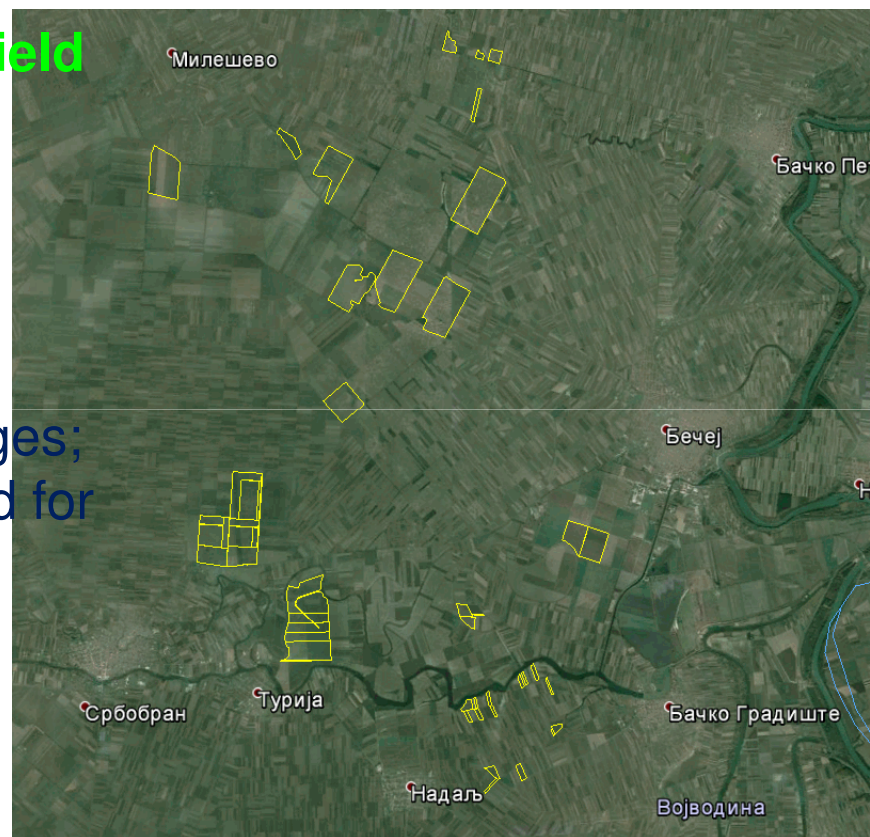 ield
Милешево
Бачко Пет
ges;
Бечеј
d for
Турија
Србобран
Бачко Градиште
Надаљ
Војводина